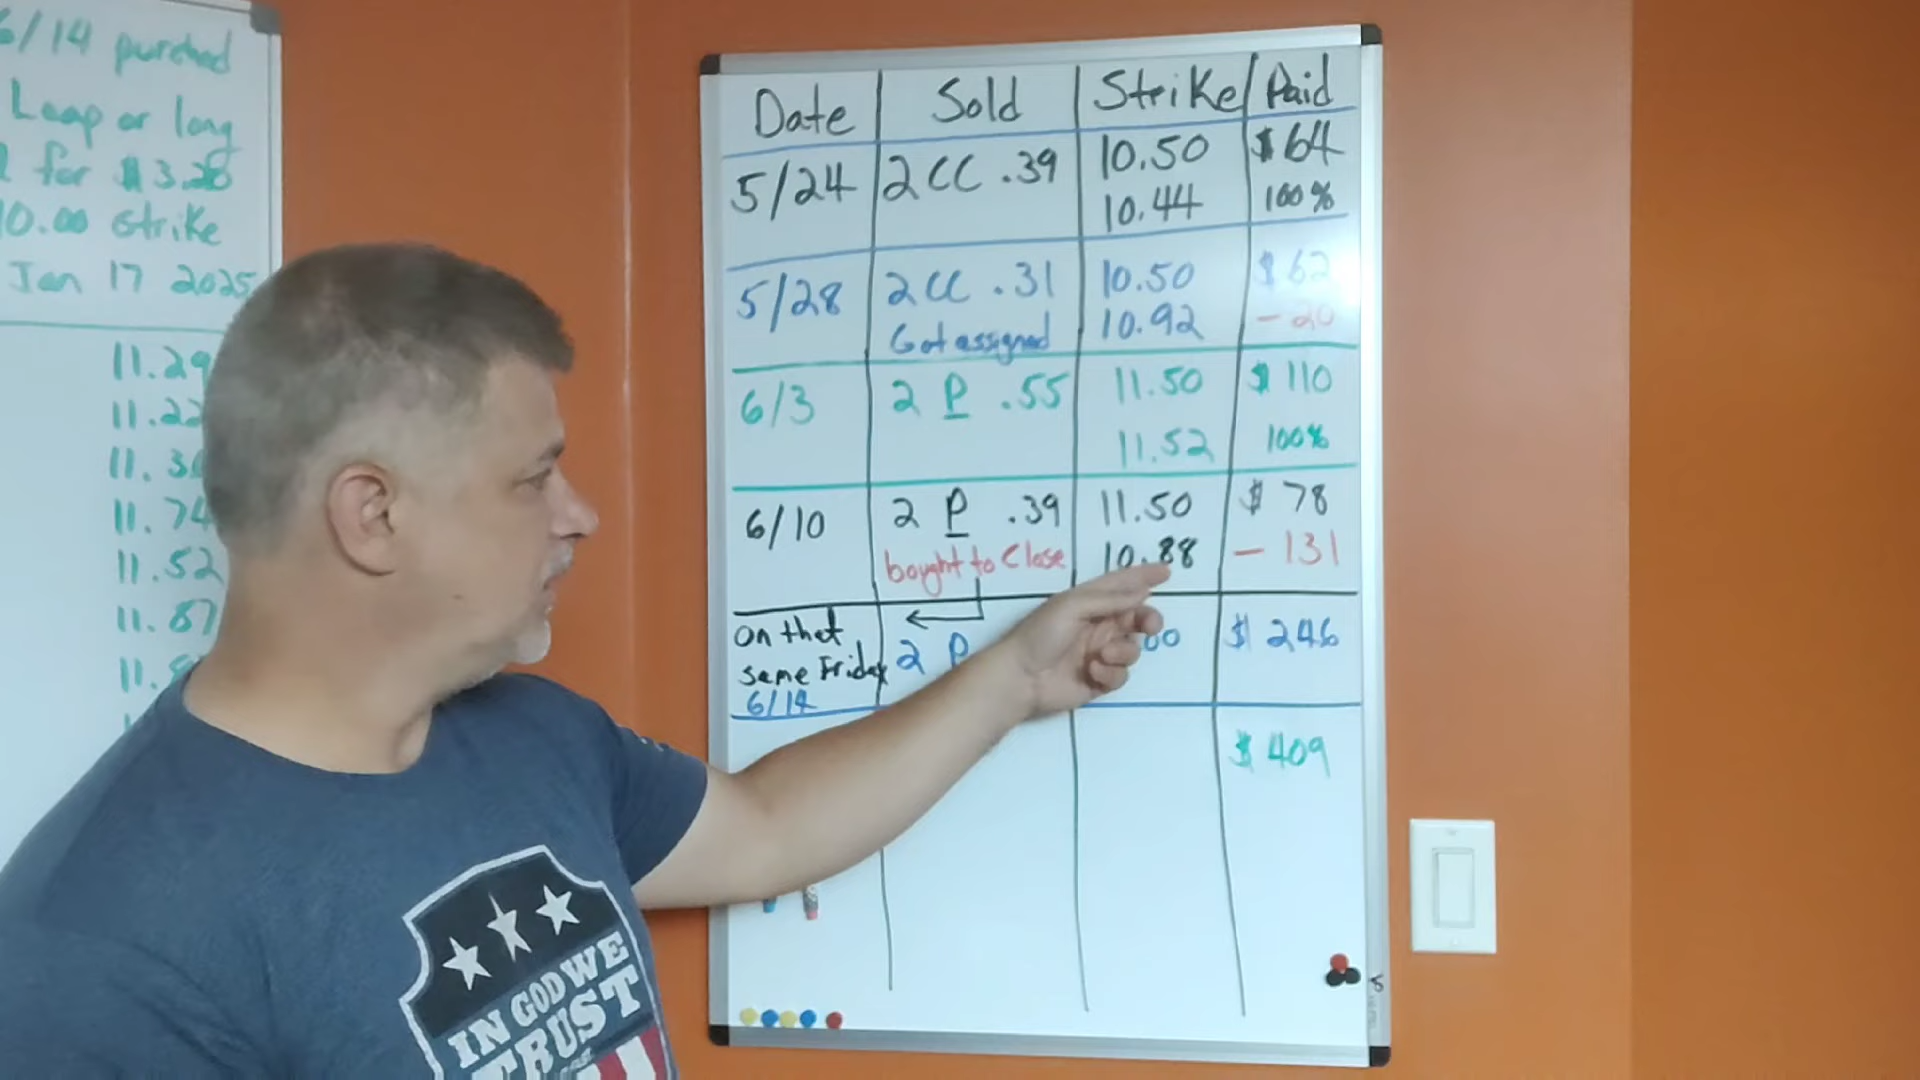 6/14 purchased
Leap or long
for $3.20
10.00 strike
Jan 17 2025
11.29
11.22
11.74
11.52
11.87
Date Sold Strike/ Paid
5/24 2 CC .39 10.50 $64
10.44 100%
5/28 2 CC .31 10.50 $62
Got assigned 10.92 - 20
6/3 2 P .55 11.50 $ 110
11.52 100%
6/10 2 P .39 11.50 $ 78
bought to Close 10.88 - 131
on that
same Friday 2 P $ 246
6/14
$ 409
IN GOD WE
TRUST